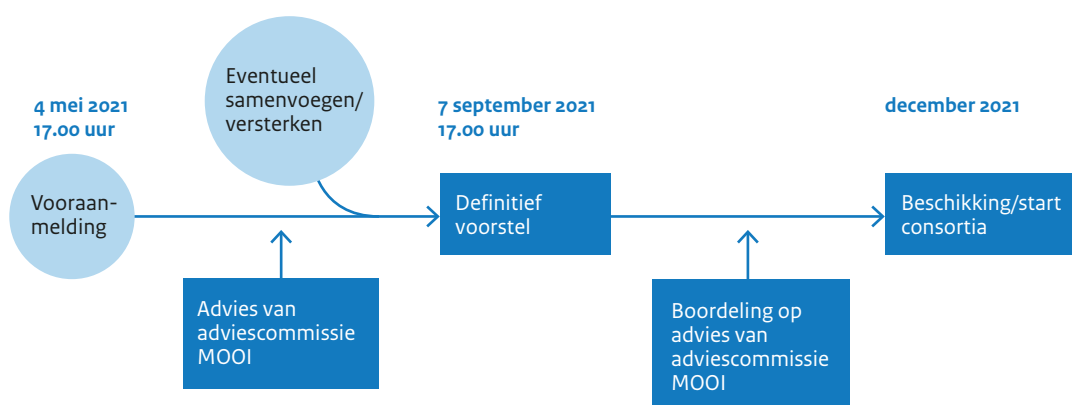 4 mei 2021
17.00 uur
Vooraan-
melding
Eventueel
samenvoegen/
versterken
Advies van
adviescommissie
MOOI
7 september 2021
17.00 uur
Definitief
voorstel
Boordeling op
advies van
adviescommissie
MOOI
december 2021
Beschikking/start
consortia